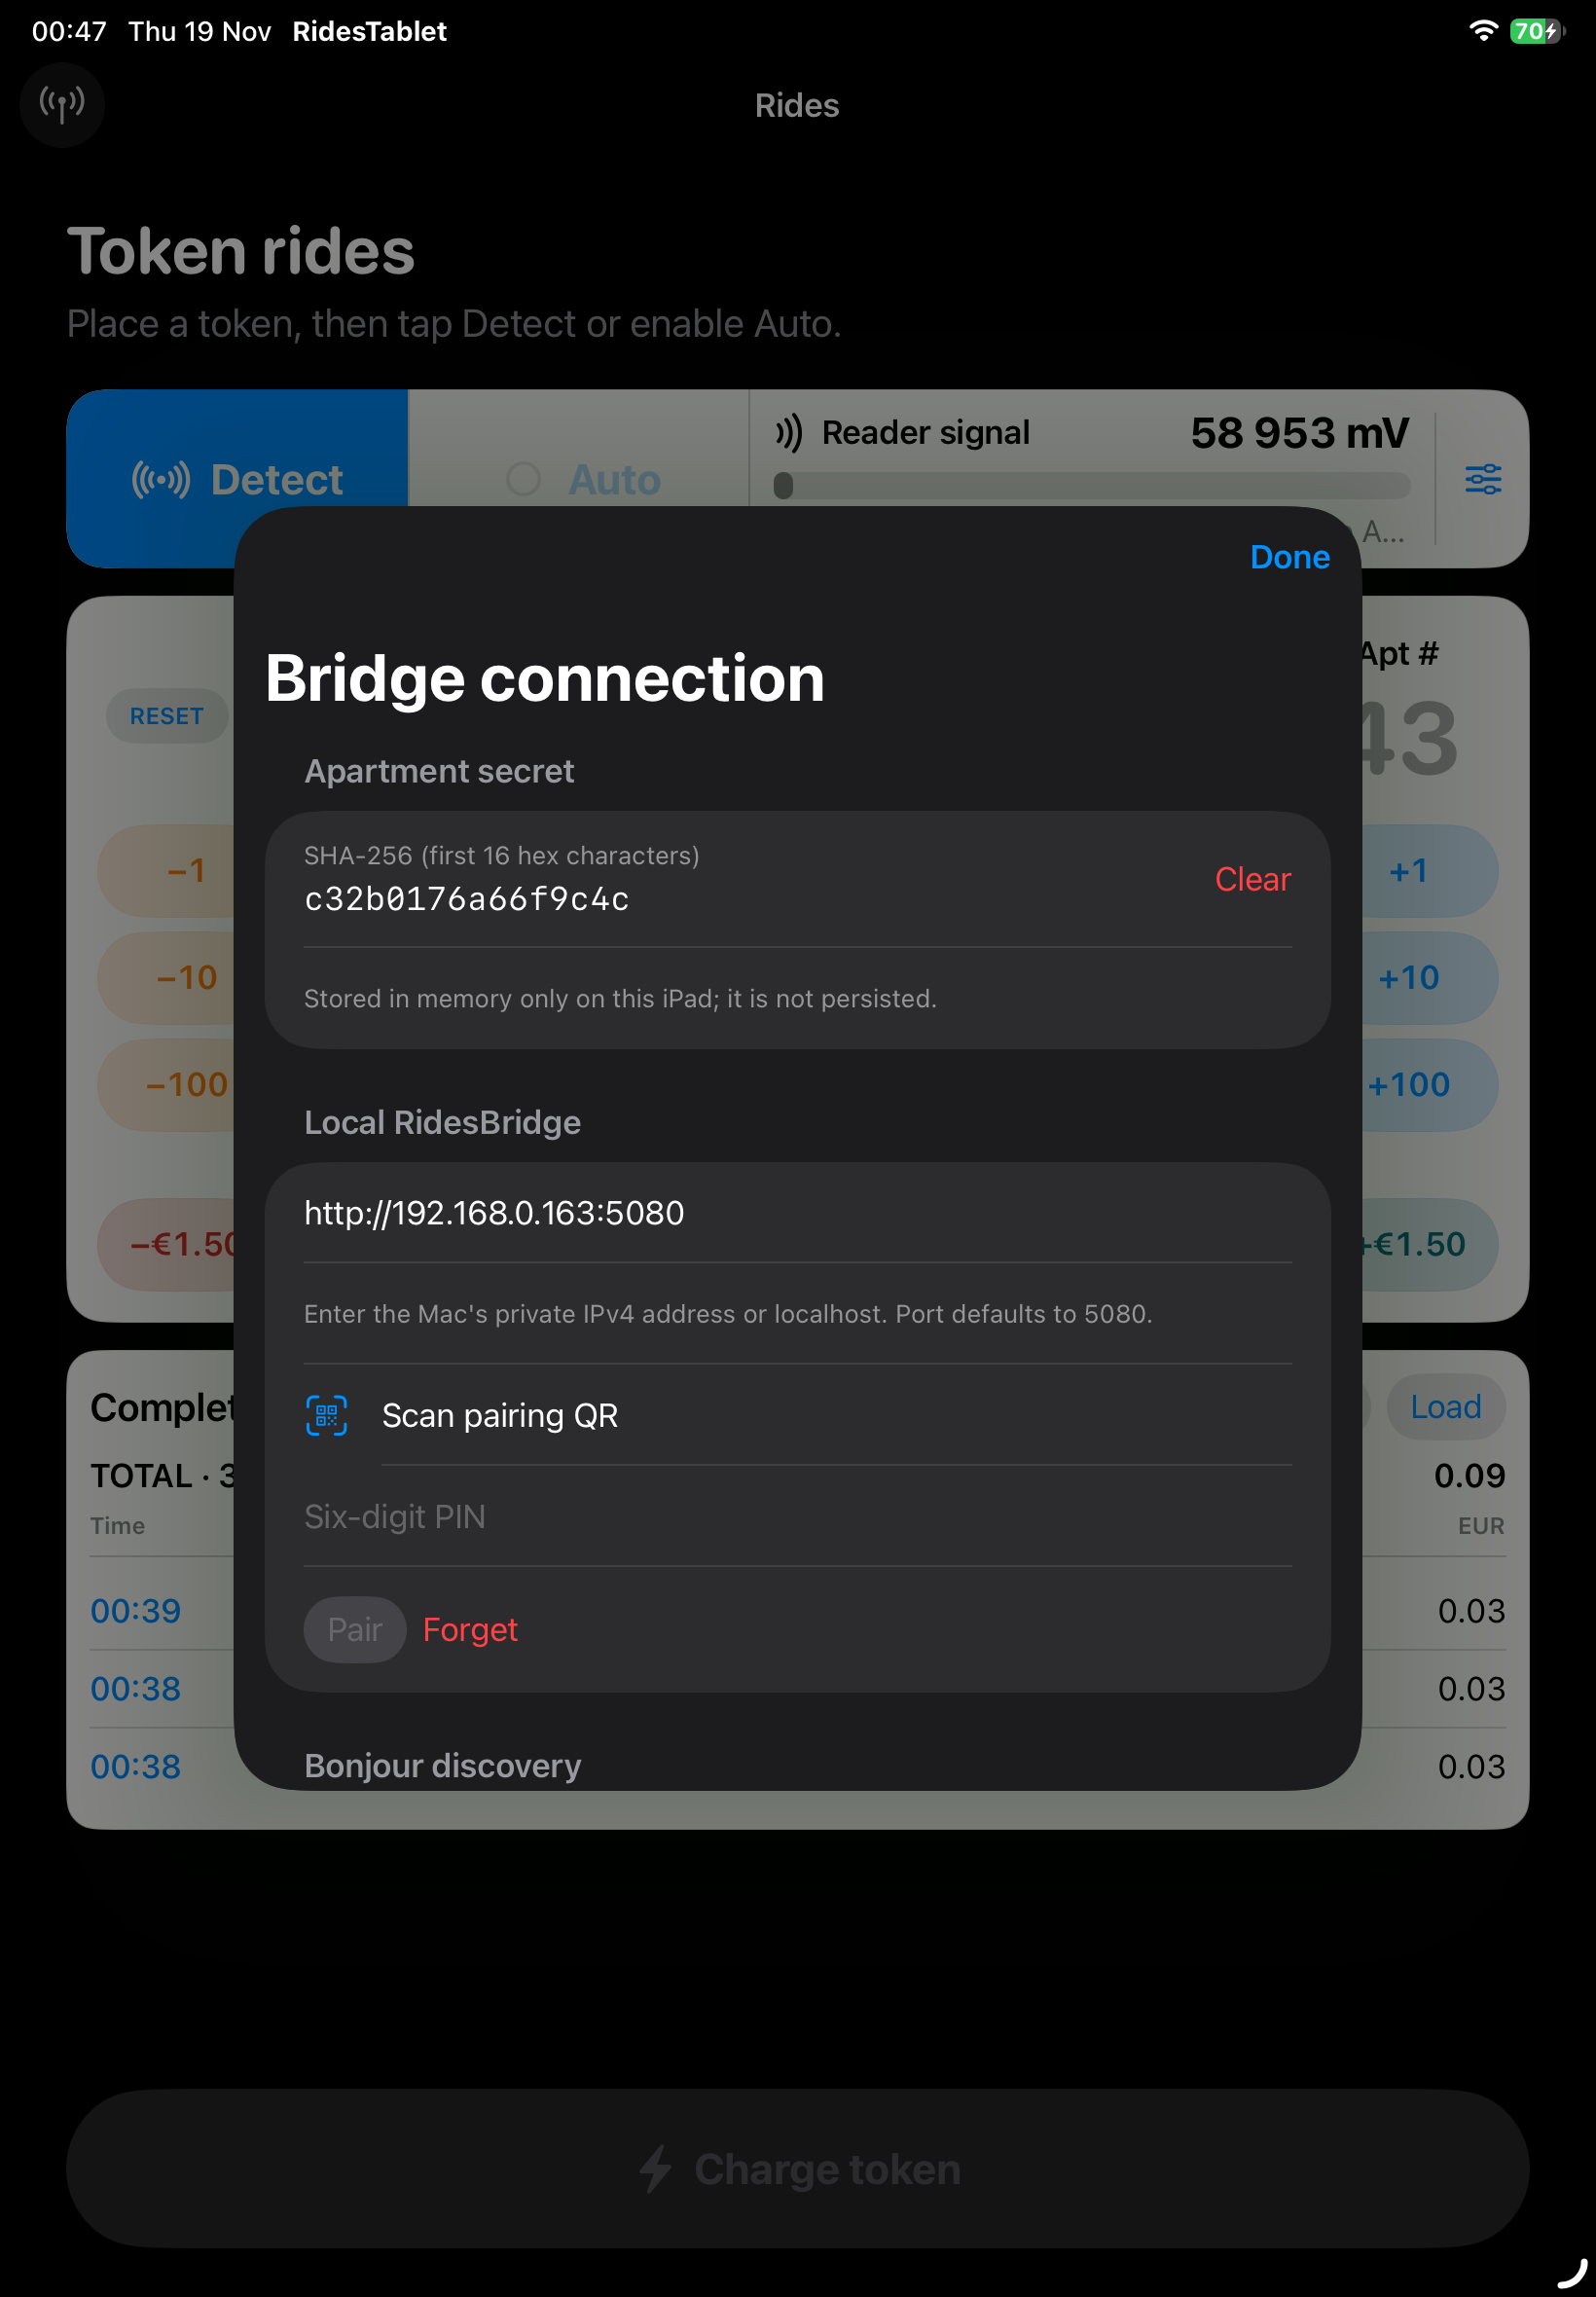 00:47 Thu 19 Nov RidesTablet 70
Rides
Token rides
Place a token, then tap Detect or enable Auto.
Detect
Auto
Reader signal 58 953 mV
A...
Done
Bridge connection
Apt #
43
RESET
Apartment secret
SHA-256 (first 16 hex characters)
c32b0176a66f9c4c
Clear
−1
+1
−10
+10
Stored in memory only on this iPad; it is not persisted.
−100
+100
Local RidesBridge
http://192.168.0.163:5080
−€1.50
+€1.50
Enter the Mac's private IPv4 address or localhost. Port defaults to 5080.
Load
Scan pairing QR
TOTAL · 3
0.09
Six-digit PIN
Time
EUR
00:39
0.03
Pair Forget
00:38
0.03
00:38
0.03
Bonjour discovery
Charge token